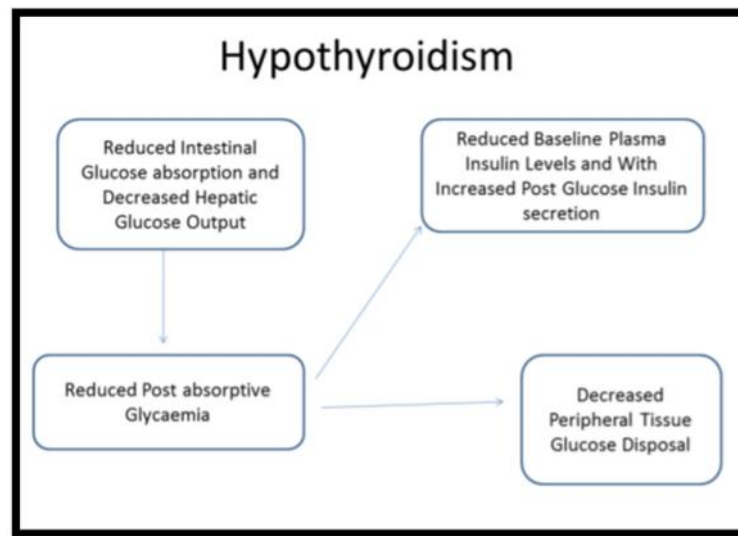 Hypothyroidism
Reduced Intestinal
Glucose absorption and
Decreased Hepatic
Glucose Output
Reduced Baseline Plasma
Insulin Levels and With
Increased Post Glucose Insulin
secretion
Reduced Post absorptive
Glycaemia
Decreased
Peripheral Tissue
Glucose Disposal